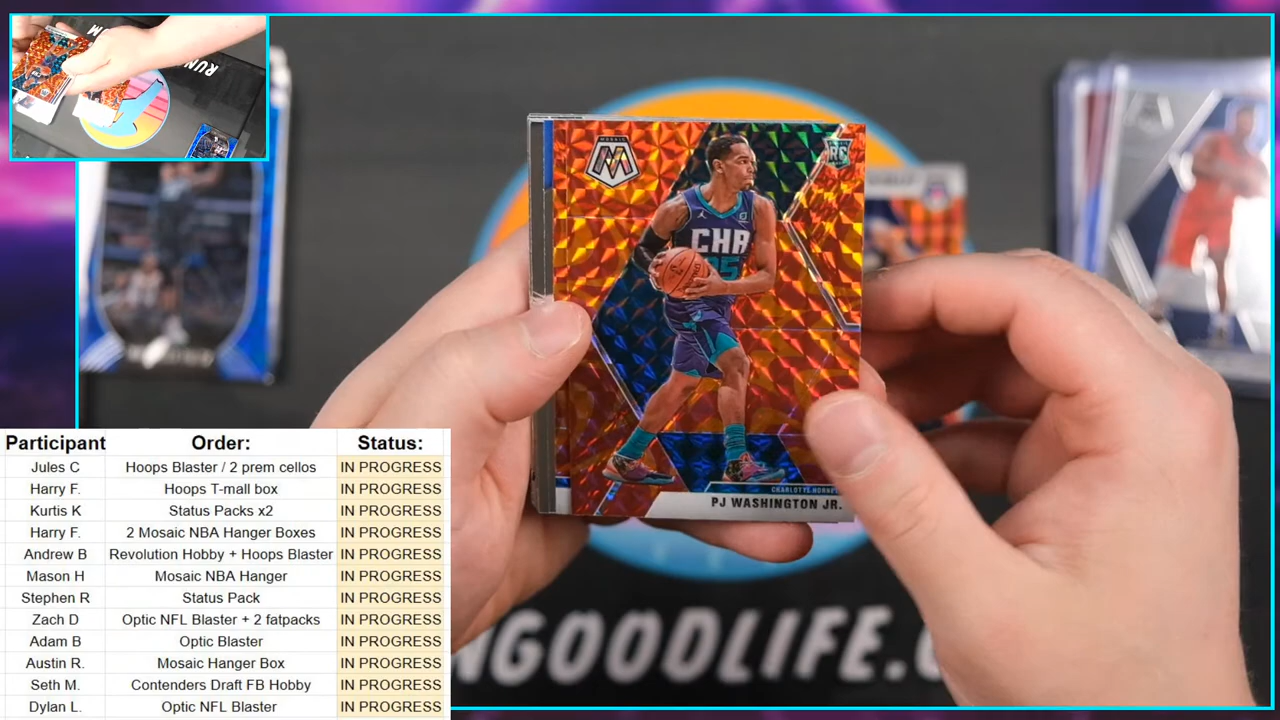 RUN
MOSAIC
M
RC
CHA
25
CHARLOTTE HORNE
PJ WASHINGTON JR.
NGOODLIFE.C
Participant Order: Status:
Jules C Hoops Blaster / 2 prem cellos IN PROGRESS
Harry F. Hoops T-mall box IN PROGRESS
Kurtis K Status Packs x2 IN PROGRESS
Harry F. 2 Mosaic NBA Hanger Boxes IN PROGRESS
Andrew B Revolution Hobby + Hoops Blaster IN PROGRESS
Mason H Mosaic NBA Hanger IN PROGRESS
Stephen R Status Pack IN PROGRESS
Zach D Optic NFL Blaster + 2 fatpacks IN PROGRESS
Adam B Optic Blaster IN PROGRESS
Austin R. Mosaic Hanger Box IN PROGRESS
Seth M. Contenders Draft FB Hobby IN PROGRESS
Dylan L. Optic NFL Blaster IN PROGRESS